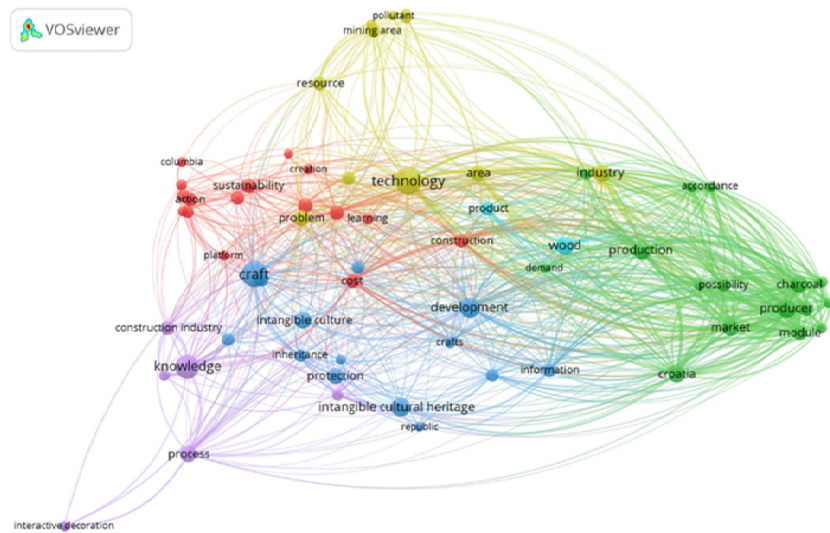 VOSviewer
pollutant
mining area
resource
columbia
creation
sustainability
technology
area
industry
accordance
action
problem
learning
product
platform
construction
wood
production
craft
cost
demand
possibility
charcoal
development
producer
intangible culture
construction industry
market
module
crafts
inheritance
knowledge
protection
information
croatia
intangible cultural heritage
republic
process
interactive decoration